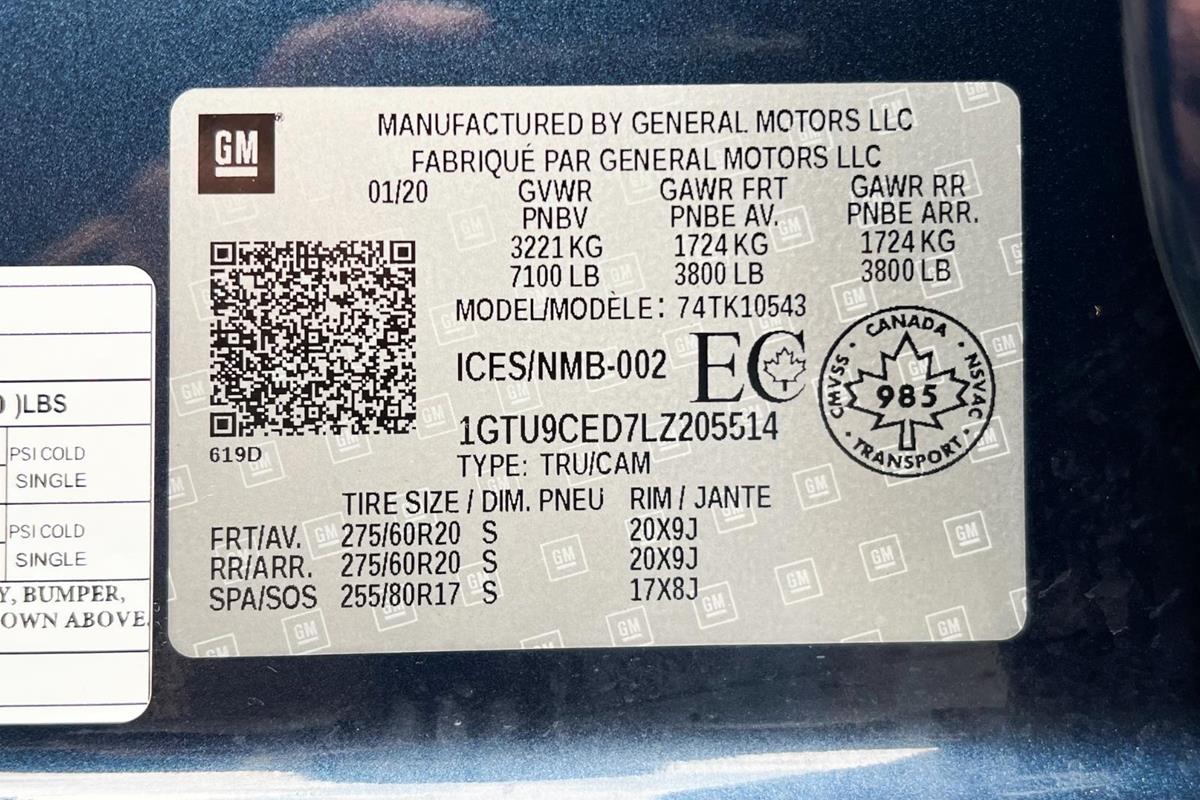 GM
MANUFACTURED BY GENERAL MOTORS LLC
FABRIQUÉ PAR GENERAL MOTORS LLC
01/20 GVWR GAWR FRT GAWR RR
PNBV PNBE AV. PNBE ARR.
3221 KG 1724 KG 1724 KG
7100 LB 3800 LB 3800 LB
MODEL/MODÈLE: 74TK10543
ICES/NMB-002 EC
1GTU9CED7LZ205514
CANADA
CMVSS · NSVAC
985
TRANSPORT
619D
TYPE: TRU/CAM
TIRE SIZE / DIM. PNEU RIM / JANTE
FRT/AV. 275/60R20 S 20X9J
RR/ARR. 275/60R20 S 20X9J
SPA/SOS 255/80R17 S 17X8J
)LBS
PSI COLD
SINGLE
PSI COLD
SINGLE
Y, BUMPER,
OWN ABOVE.